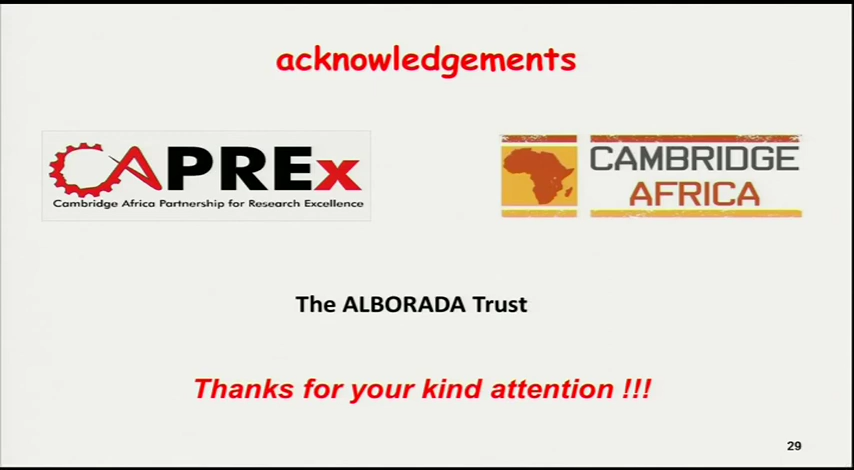 acknowledgements
CAPREx
Cambridge Africa Partnership for Research Excellence
CAMBRIDGE
AFRICA
The ALBORADA Trust
Thanks for your kind attention !!!
29